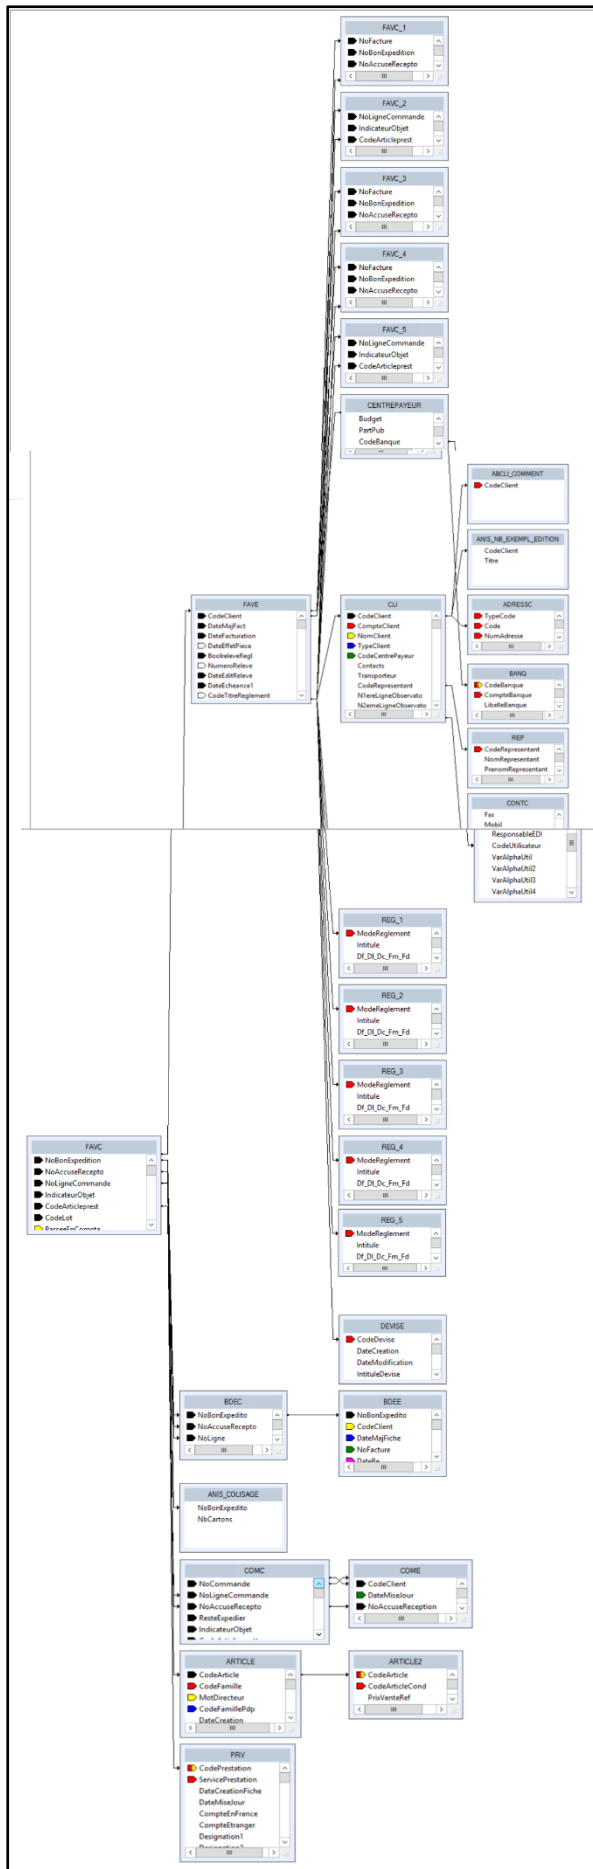 FAVC_1
NoFacture
NoBonExpedition
NoAccuseRecepto
FAVC_2
NoLigneCommande
IndicateurObjet
CodeArticleprest
FAVC_3
NoFacture
NoBonExpedition
NoAccuseRecepto
FAVC_4
NoFacture
NoBonExpedition
NoAccuseRecepto
FAVC_5
NoLigneCommande
IndicateurObjet
CodeArticleprest
CENTREPAYEUR
Budget
PartPub
CodeBanque
ABCLI_COMMENT
CodeClient
ANIS_NB_EXEMPL_EDITION
CodeClient
Titre
FAVE
CodeClient
DateMajFact
DateFacturation
DateEffetPiece
BoolreleveRegl
NumeroReleve
DateEditReleve
DateEcheance1
CodeTitreReglement
CLI
CodeClient
CompteClient
NomClient
TypeClient
CodeCentrePayeur
Contacts
Transporteur
CodeRepresentant
N1ereLigneObservato
N2emeLigneObservato
ADRESSC
TypeCode
Code
NumAdresse
BANQ
CodeBanque
CompteBanque
LibelleBanque
REP
CodeRepresentant
NomRepresentant
PrenomRepresentant
CONTC
Fax
Mobil
ResponsableEDI
CodeUtilisateur
VarAlphaUtil
VarAlphaUtil2
VarAlphaUtil3
VarAlphaUtil4
REG_1
ModeReglement
Intitule
Df_Dl_Dc_Fm_Fd
REG_2
ModeReglement
Intitule
Df_Dl_Dc_Fm_Fd
REG_3
ModeReglement
Intitule
Df_Dl_Dc_Fm_Fd
FAVC
NoBonExpedition
NoAccuseRecepto
NoLigneCommande
IndicateurObjet
CodeArticleprest
CodeLot
PasseeEnCompta
REG_4
ModeReglement
Intitule
Df_Dl_Dc_Fm_Fd
REG_5
ModeReglement
Intitule
Df_Dl_Dc_Fm_Fd
DEVISE
CodeDevise
DateCreation
DateModification
IntituleDevise
BDEC
NoBonExpedito
NoAccuseRecepto
NoLigne
BDEE
NoBonExpedito
CodeClient
DateMajFiche
NoFacture
ANIS_COLISAGE
NoBonExpedito
NbCartons
COMC
NoCommande
NoLigneCommande
NoAccuseRecepto
ResteExpedier
IndicateurObjet
COME
CodeClient
DateMiseJour
NoAccuseReception
ARTICLE
CodeArticle
CodeFamille
MotDirecteur
CodeFamillePdp
DateCreation
ARTICLE2
CodeArticle
CodeArticleCond
PrixVenteRef
PRV
CodePrestation
ServicePrestation
DateCreationFiche
DateMiseJour
CompteEnFrance
CompteEtranger
Designation1